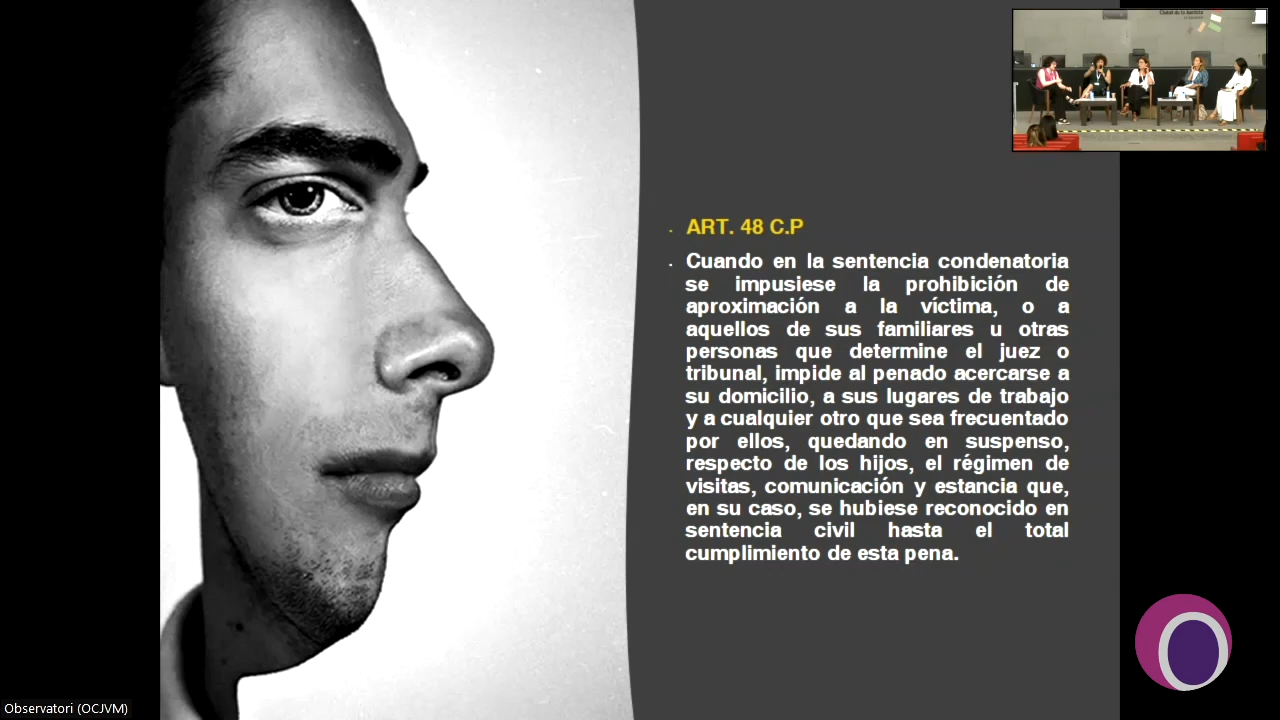 ART. 48 C.P
Cuando en la sentencia condenatoria
se impusiese la prohibición de
aproximación a la víctima, o a
aquellos de sus familiares u otras
personas que determine el juez o
tribunal, impide al penado acercarse a
su domicilio, a sus lugares de trabajo
y a cualquier otro que sea frecuentado
por ellos, quedando en suspenso,
respecto de los hijos, el régimen de
visitas, comunicación y estancia que,
en su caso, se hubiese reconocido en
sentencia civil hasta el total
cumplimiento de esta pena.
Observatori (OCJVM)